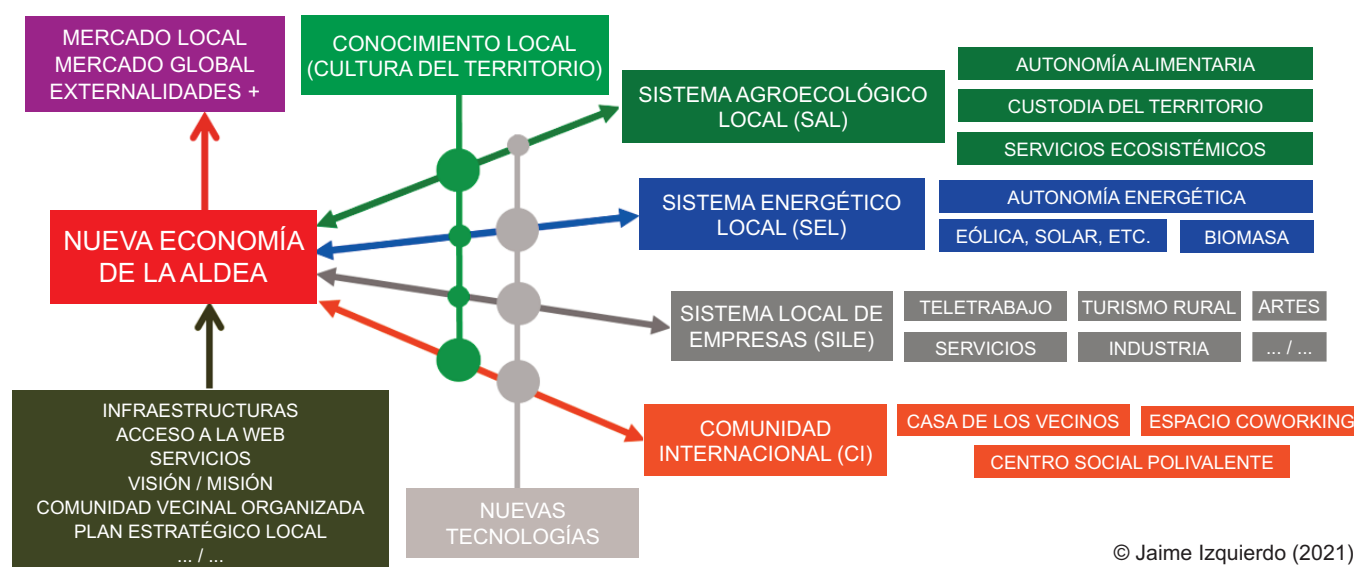 MERCADO LOCAL
MERCADO GLOBAL
EXTERNALIDADES +
CONOCIMIENTO LOCAL
(CULTURA DEL TERRITORIO)
SISTEMA AGROECOLÓGICO
LOCAL (SAL)
AUTONOMÍA ALIMENTARIA
CUSTODIA DEL TERRITORIO
SERVICIOS ECOSISTÉMICOS
NUEVA ECONOMÍA
DE LA ALDEA
SISTEMA ENERGÉTICO
LOCAL (SEL)
AUTONOMÍA ENERGÉTICA
EÓLICA, SOLAR, ETC.
BIOMASA
SISTEMA LOCAL DE
EMPRESAS (SILE)
TELETRABAJO
TURISMO RURAL
ARTES
SERVICIOS
INDUSTRIA
... / ...
INFRAESTRUCTURAS
ACCESO A LA WEB
SERVICIOS
VISIÓN / MISIÓN
COMUNIDAD VECINAL ORGANIZADA
PLAN ESTRATÉGICO LOCAL
... / ...
COMUNIDAD
INTERNACIONAL (CI)
CASA DE LOS VECINOS
ESPACIO COWORKING
CENTRO SOCIAL POLIVALENTE
NUEVAS
TECNOLOGÍAS
© Jaime Izquierdo (2021)